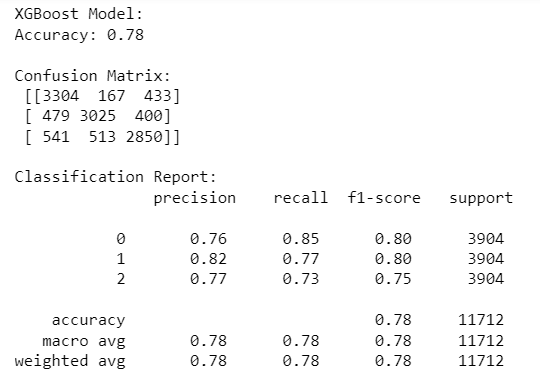 XGBoost Model:
Accuracy: 0.78
Confusion Matrix:
[[3304 167 433]
[ 479 3025 400]
[ 541 513 2850]]
Classification Report:
precision recall f1-score support
0 0.76 0.85 0.80 3904
1 0.82 0.77 0.80 3904
2 0.77 0.73 0.75 3904
accuracy 0.78 11712
macro avg 0.78 0.78 0.78 11712
weighted avg 0.78 0.78 0.78 11712